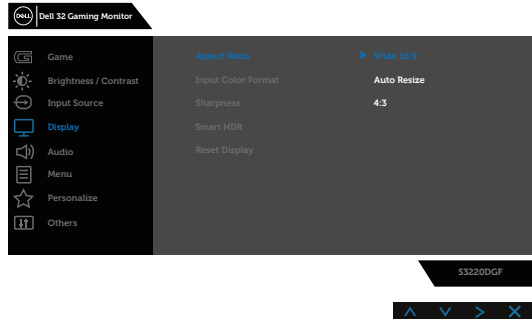 DELL Dell 32 Gaming Monitor
Game
Aspect Ratio Wide 16:9
Brightness / Contrast
Input Color Format Auto Resize
Input Source
Sharpness 4:3
Display
Smart HDR
Audio
Reset Display
Menu
Personalize
Others
S3220DGF